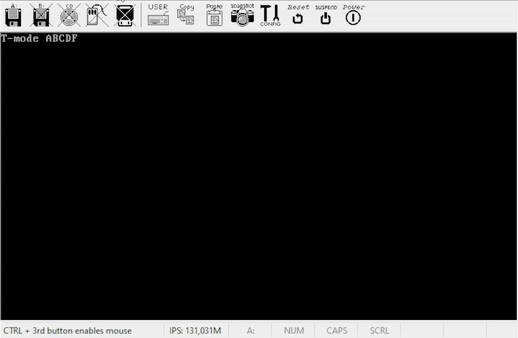 A: B: CD USER Copy Paste snapshot CONFIG Reset SUSPEND Power
T-mode ABCDF
CTRL + 3rd button enables mouse IPS: 131,031M A: NUM CAPS SCRL